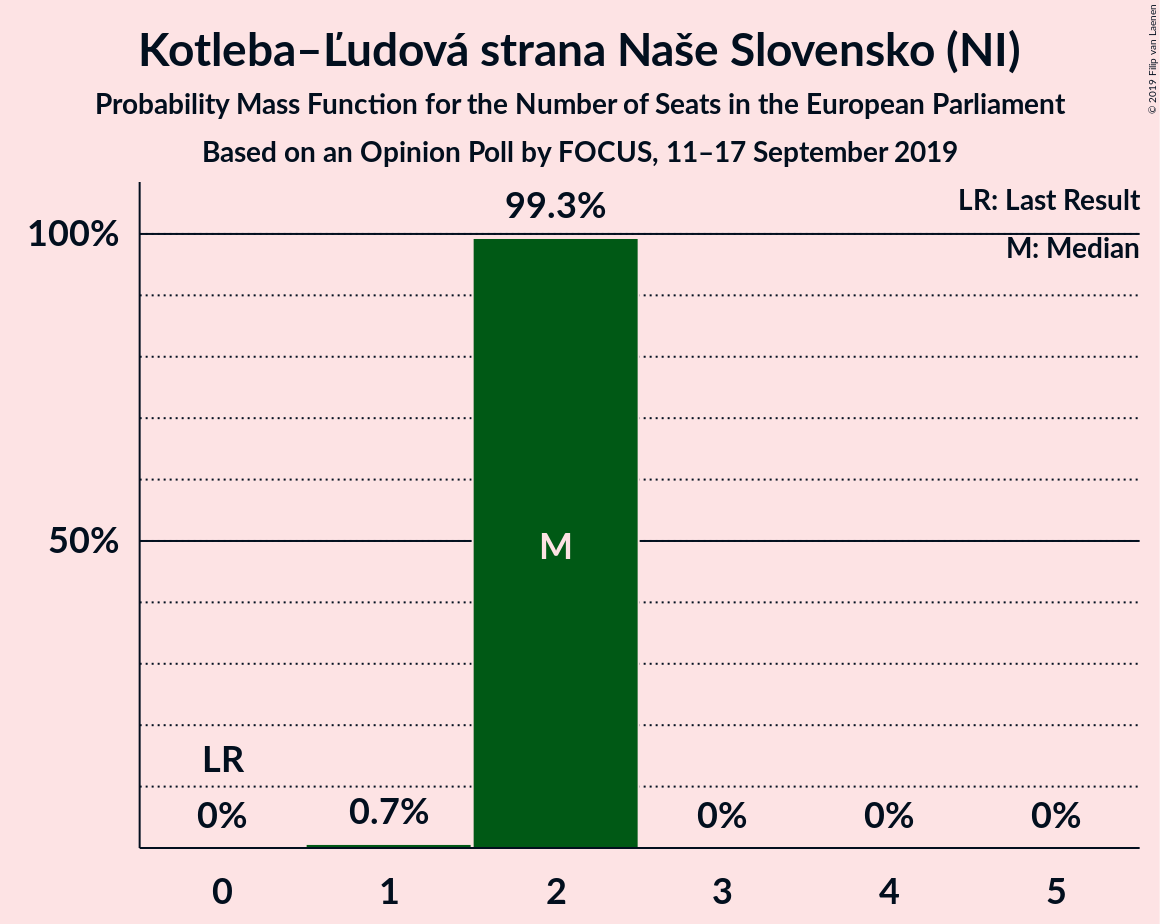 Kotleba–Ľudová strana Naše Slovensko (NI)
Probability Mass Function for the Number of Seats in the European Parliament
Based on an Opinion Poll by FOCUS, 11–17 September 2019
© 2019 Filip van Laenen
LR: Last Result
M: Median
99.3%
100%
50%
M
LR
0%
0.7%
0%
0%
0%
0
1
2
3
4
5